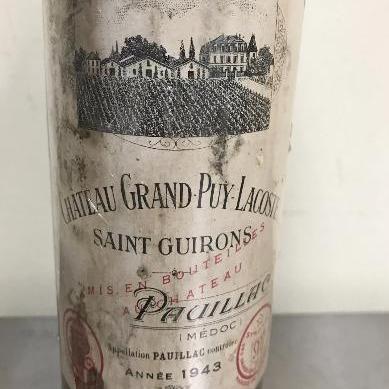 CHATEAU GRAND-PUY-LACOSTE
SAINT GUIRONS
MIS EN BOUTEILLES
AU CHATEAU
PAUILLAC
(MÉDOC)
Appellation PAUILLAC contrôlée
ANNÉE 1943